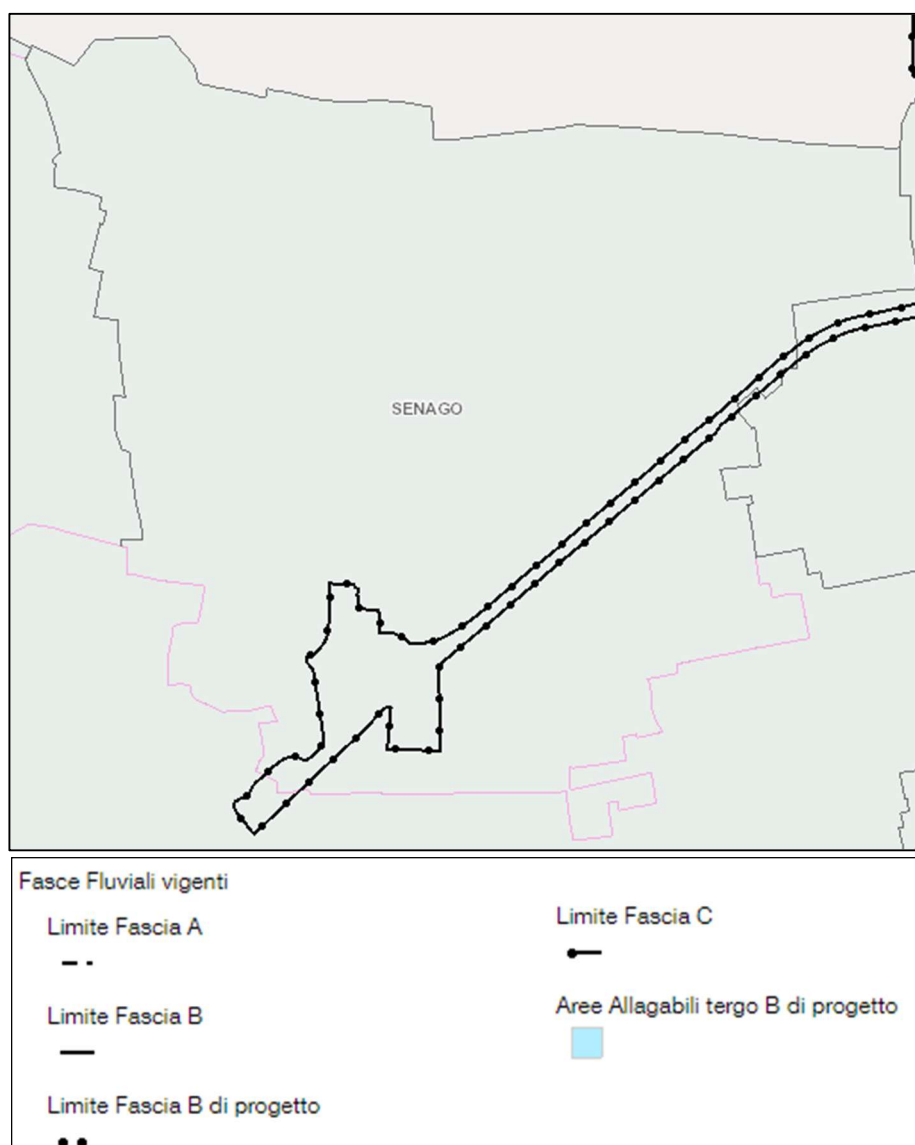 SENAGO
Fasce Fluviali vigenti
Limite Fascia A
Limite Fascia B
Limite Fascia B di progetto
Limite Fascia C
Aree Allagabili tergo B di progetto